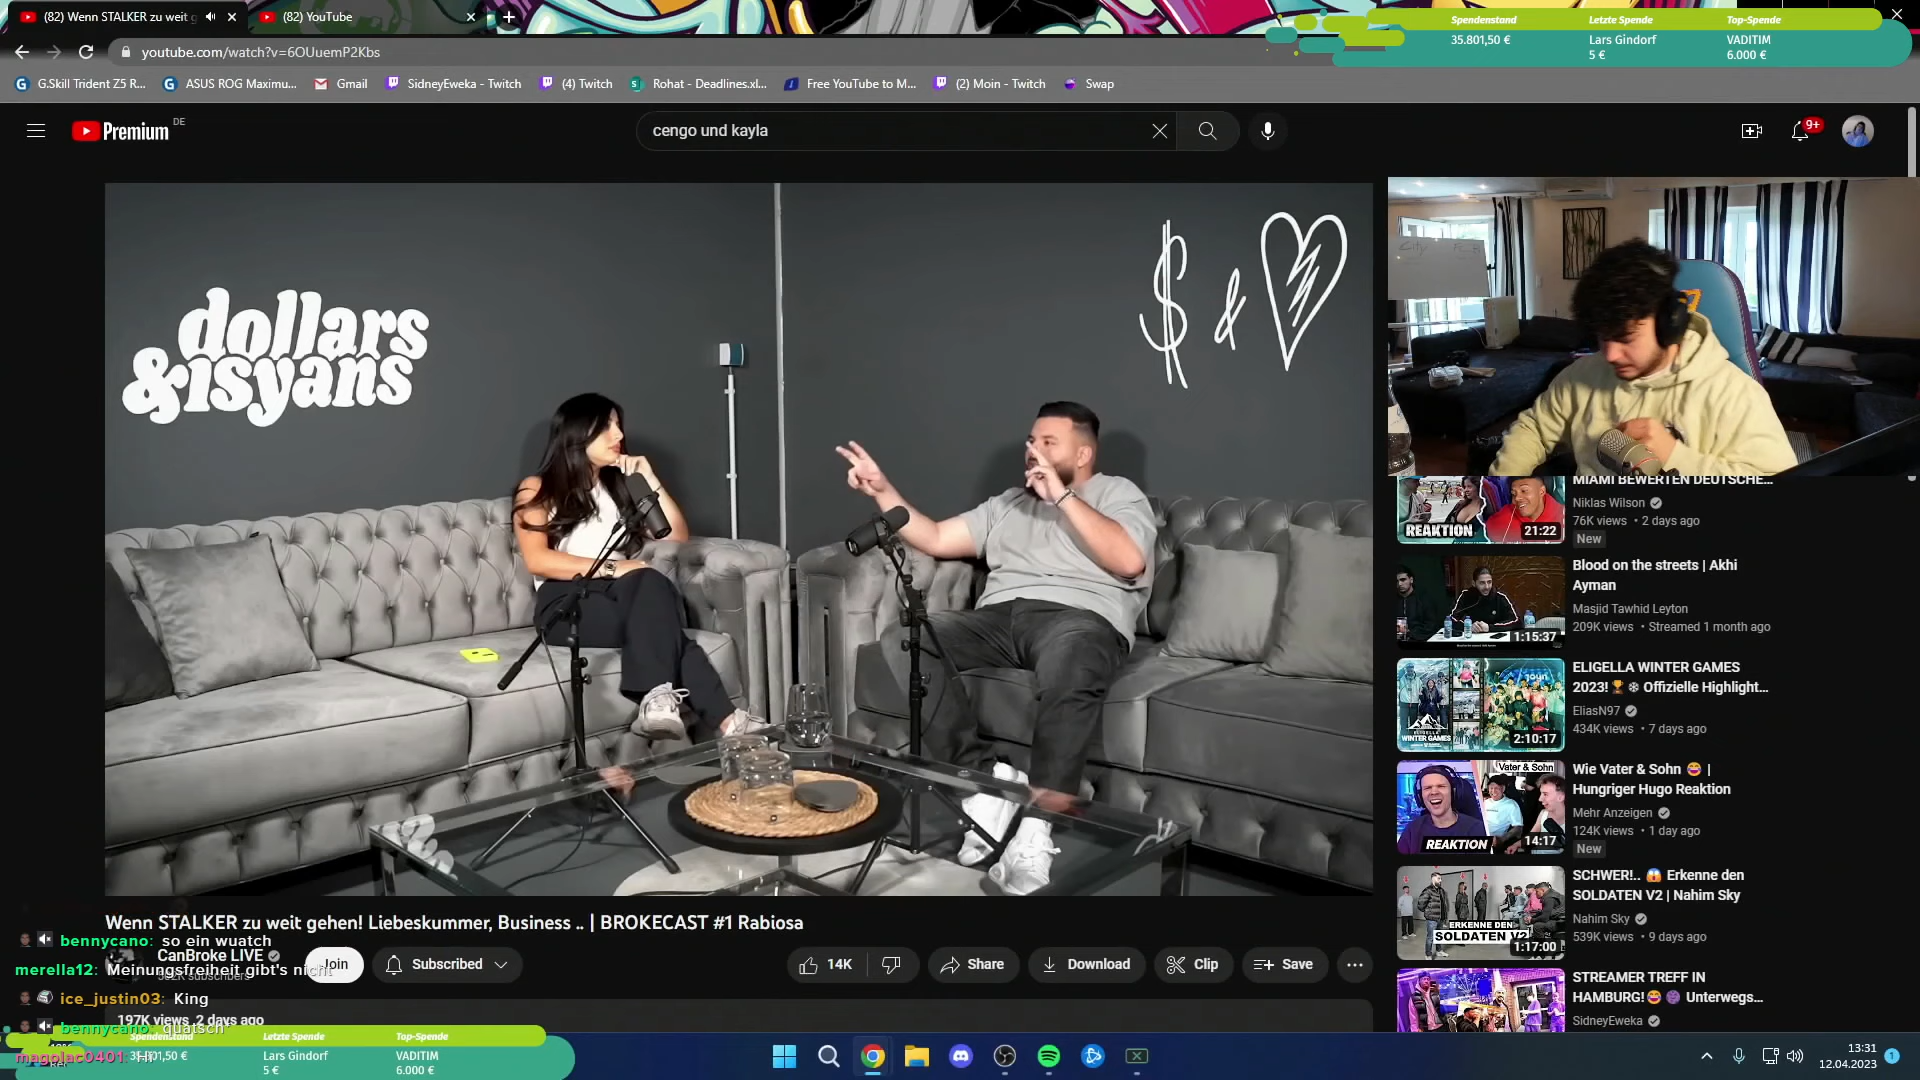 (82) Wenn STALKER zu weit g
(82) YouTube
Spendenstand
Letzte Spende
Top-Spende
35.801,50 €
Lars Gindorf
VADITIM
5 €
6.000 €
youtube.com/watch?v=6OUuemP2Kbs
G.Skill Trident Z5 R...
ASUS ROG Maximu...
Gmail
SidneyEweka - Twitch
(4) Twitch
Rohat - Deadlines.xl...
Free YouTube to M...
(2) Moin - Twitch
Swap
Premium DE
cengo und kayla
9+
dollars
&isyans
$ &
City
MIAMI BEWERTEN DEUTSCHE...
Niklas Wilson
76K views • 2 days ago
New
REAKTION
21:22
Blood on the streets | Akhi
Ayman
Masjid Tawhid Leyton
209K views • Streamed 1 month ago
1:15:37
ELIGELLA WINTER GAMES
2023!🏆❄ Offizielle Highlight...
EliasN97
434K views • 7 days ago
WINTER GAMES
2:10:17
Wie Vater & Sohn 😂 |
Hungriger Hugo Reaktion
Mehr Anzeigen
124K views • 1 day ago
New
Vater & Sohn
REAKTION
14:17
SCHWER!.. 😱 Erkenne den
SOLDATEN V2 | Nahim Sky
Nahim Sky
539K views • 9 days ago
ERKENNE DEN
SOLDATEN V2
1:17:00
STREAMER TREFF IN
HAMBURG!😂 🟣 Unterwegs...
SidneyEweka
Wenn STALKER zu weit gehen! Liebeskummer, Business .. | BROKECAST #1 Rabiosa
bennycano: so ein wuatch
CanBroke LIVE
Join
Subscribed
14K
Share
Download
Clip
Save
merella12: Meinungsfreiheit gibt's nicht
ice_justin03: King
197K views 2 days ago
bennycano: quatsch
Spendenstand
Letzte Spende
Top-Spende
magolac0401: Hi
35.801,50 €
Lars Gindorf
VADITIM
5 €
6.000 €
13:31
12.04.2023
1